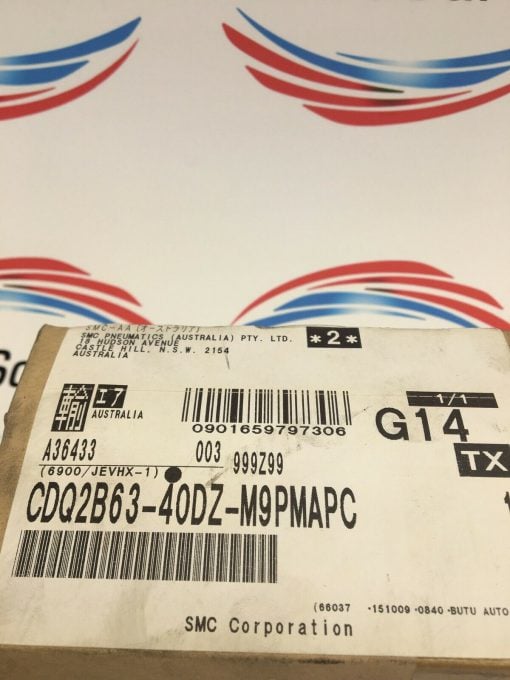 SMC-AA (オーストラリア)
SMC PNEUMATICS (AUSTRALIA) PTY. LTD.
18 HUDSON AVENUE
CASTLE HILL, N.S.W. 2154
AUSTRALIA
*2*
輸 エア
AUSTRALIA
0901659797306
1/1
G14
TX
A36433 003 999Z99
(6900/JEVHX-1)
CDQ2B63-40DZ-M9PMAPC
(66037 ·151009 ·0840 ·BUTU AUTO
SMC Corporation